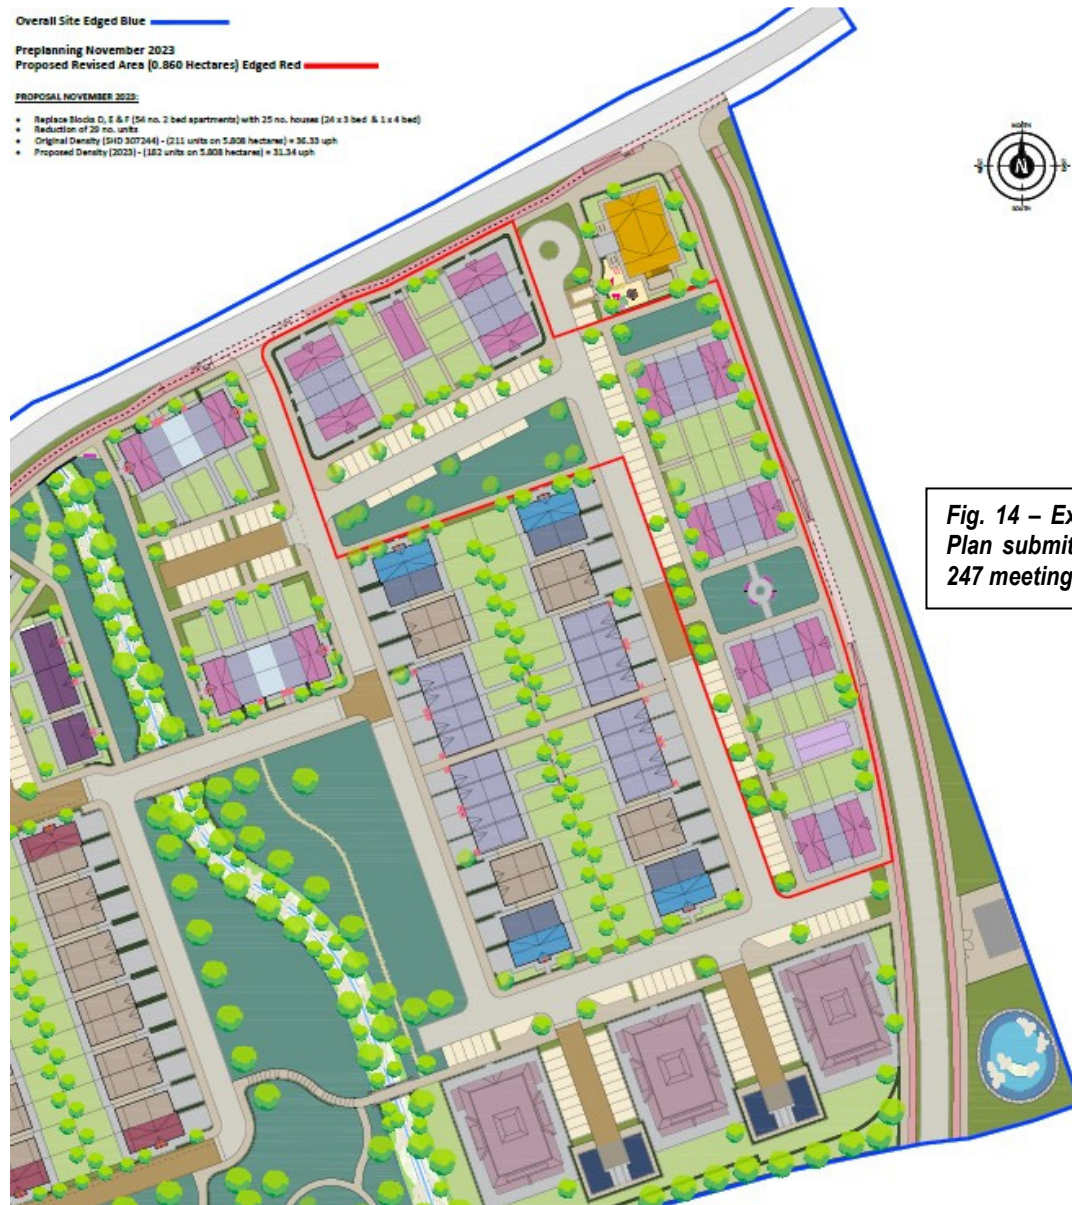 Overall Site Edged Blue
Preplanning November 2023
Proposed Revised Area (0.860 Hectares) Edged Red
PROPOSAL NOVEMBER 2023:
• Replace Blocks D, E & F (54 no. 2 bed apartments) with 25 no. houses (24 x 3 bed & 1 x 4 bed)
• Reduction of 29 no. units
• Original Density (SHD 307244) - (211 units on 5.808 hectares) = 36.33 uph
• Proposed Density (2023) - (182 units on 5.808 hectares) = 31.34 uph
NORTH
N
SOUTH
Fig. 14 – Ex
Plan submit
247 meeting